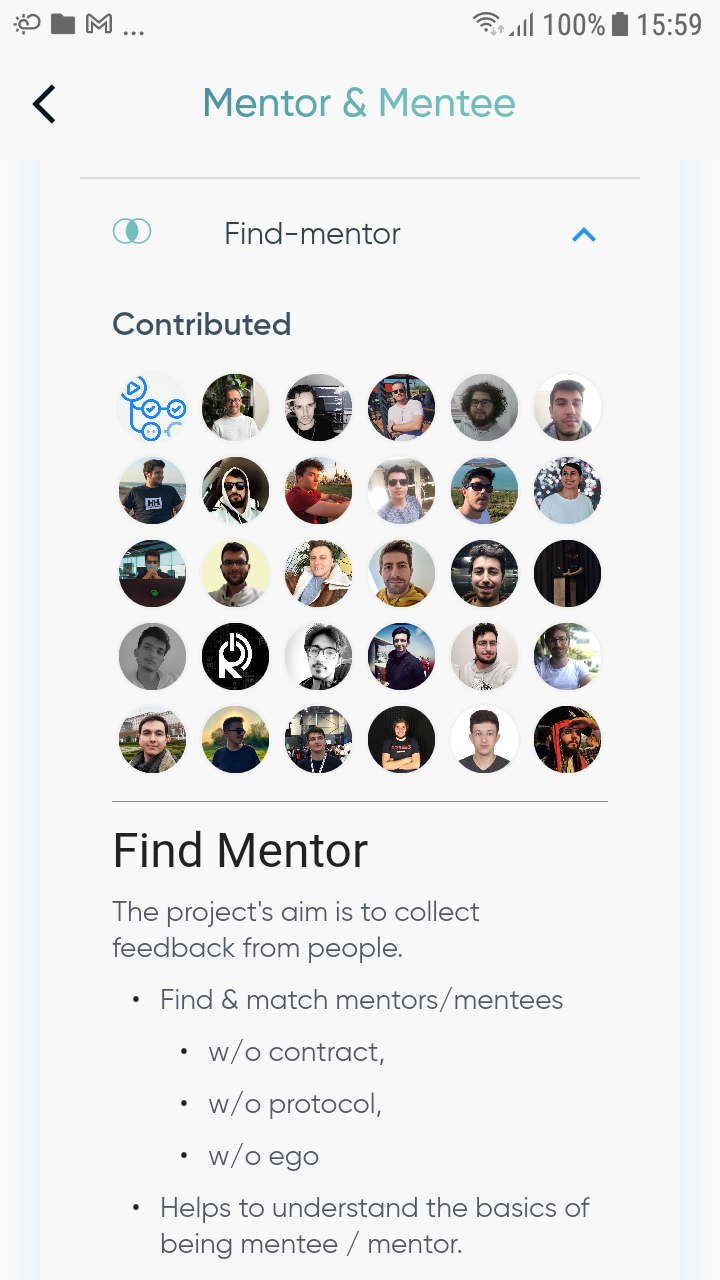 ... 100% 15:59
Mentor & Mentee
Find-mentor
Contributed
Find Mentor
The project's aim is to collect
feedback from people.
• Find & match mentors/mentees
• w/o contract,
• w/o protocol,
• w/o ego
• Helps to understand the basics of
being mentee / mentor.